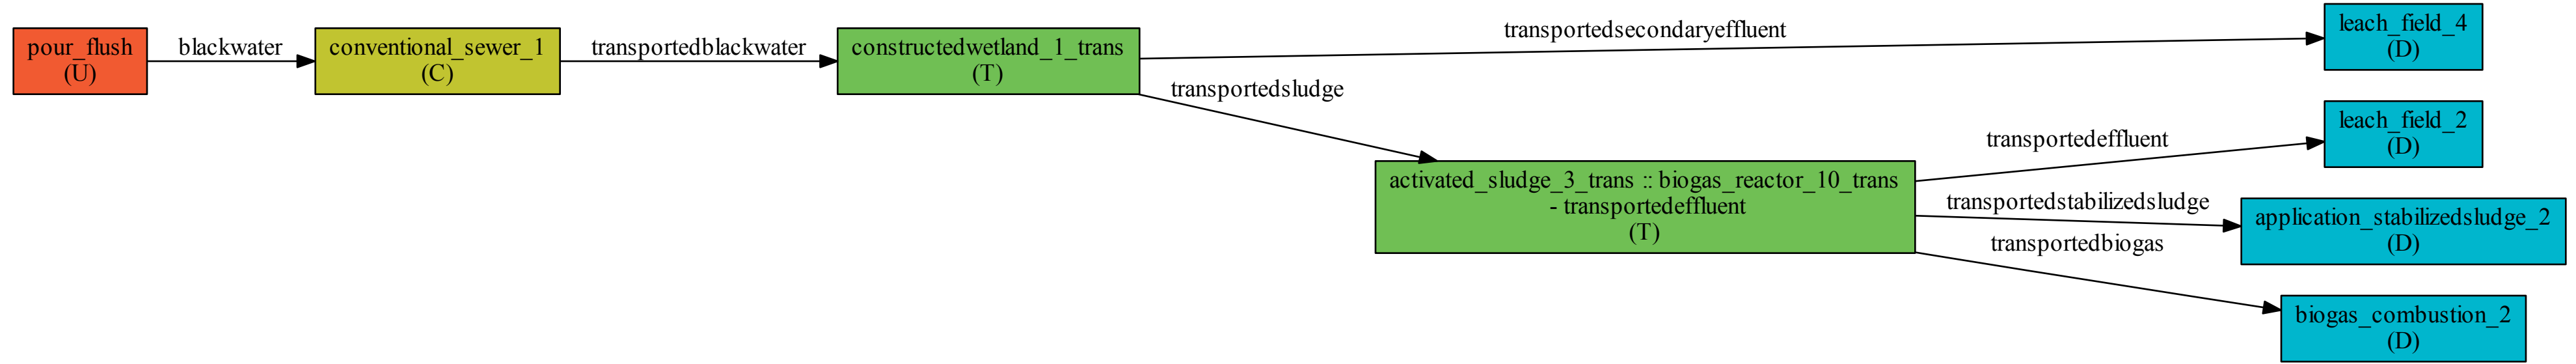 pour_flush
(U)
blackwater
conventional_sewer_1
(C)
transportedblackwater
constructedwetland_1_trans
(T)
transportedsecondaryeffluent
leach_field_4
(D)
transportedsludge
activated_sludge_3_trans :: biogas_reactor_10_trans
- transportedeffluent
(T)
transportedeffluent
leach_field_2
(D)
transportedstabilizedsludge
application_stabilizedsludge_2
(D)
transportedbiogas
biogas_combustion_2
(D)